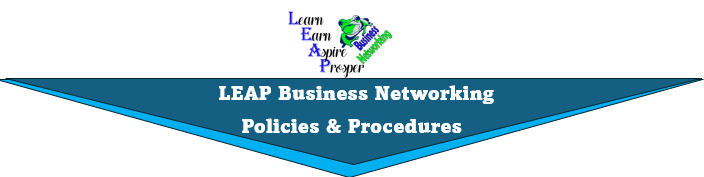 Learn
Earn
Aspire
Prosper
Business
Networking
LEAP Business Networking
Policies & Procedures